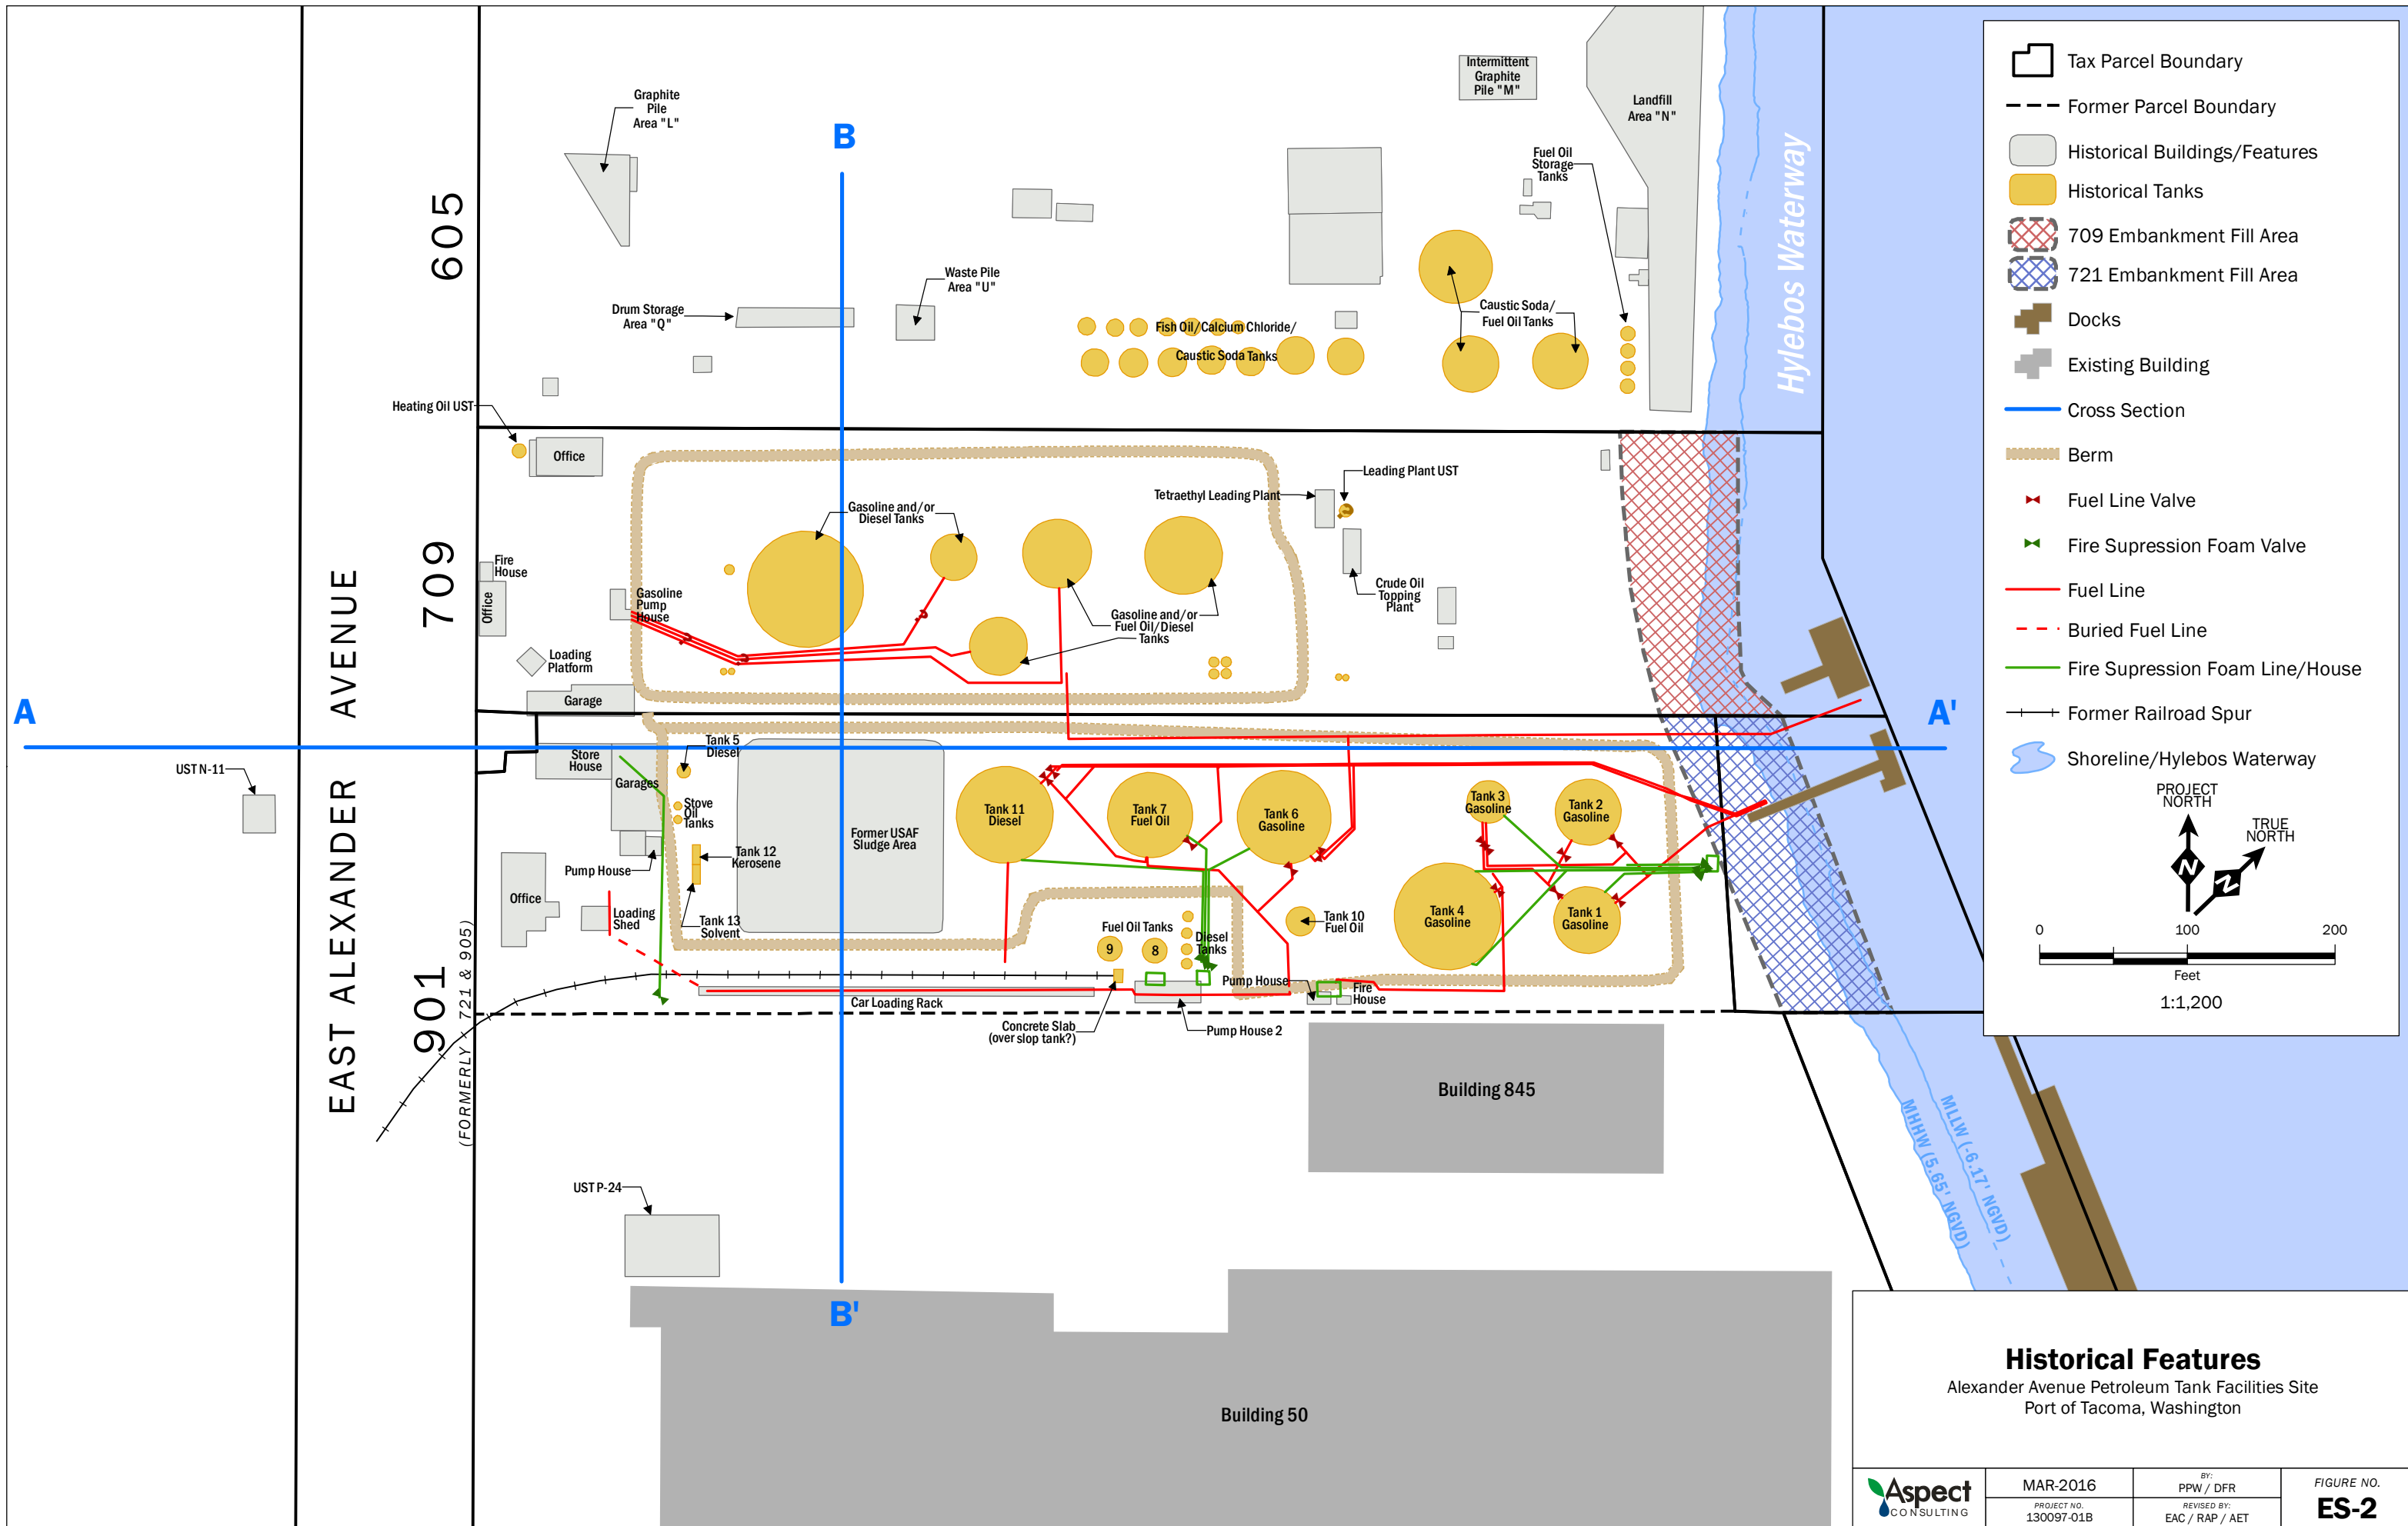 Graphite
Pile
Area "L"
Intermittent
Graphite
Pile "M"
Landfill
Area "N"
B
Fuel Oil
Storage
Tanks
Hylebos Waterway
605
Waste Pile
Area "U"
Drum Storage
Area "Q"
Fish Oil/Calcium Chloride/
Caustic Soda Tanks
Caustic Soda/
Fuel Oil Tanks
Heating Oil UST
Office
Leading Plant UST
Tetraethyl Leading Plant
Gasoline and/or
Diesel Tanks
709
Fire
House
Office
Gasoline
Pump
House
Crude Oil
Topping
Plant
Gasoline and/or
Fuel Oil/Diesel
Tanks
Loading
Platform
Garage
A
A'
EAST ALEXANDER AVENUE
Store
House
Tank 5
Diesel
UST N-11
Garages
Stove
Oil
Tanks
Former USAF
Sludge Area
Tank 11
Diesel
Tank 7
Fuel Oil
Tank 6
Gasoline
Tank 3
Gasoline
Tank 2
Gasoline
Tank 12
Kerosene
Pump House
Office
Loading
Shed
Tank 13
Solvent
Fuel Oil Tanks
9
8
Diesel
Tanks
Tank 10
Fuel Oil
Tank 4
Gasoline
Tank 1
Gasoline
901
(FORMERLY 721 & 905)
Car Loading Rack
Pump House
Fire
House
Concrete Slab
(over slop tank?)
Pump House 2
Building 845
MHHW (5.65' NGVD)
MLLW (-6.17' NGVD)
UST P-24
B'
Building 50
Tax Parcel Boundary
Former Parcel Boundary
Historical Buildings/Features
Historical Tanks
709 Embankment Fill Area
721 Embankment Fill Area
Docks
Existing Building
Cross Section
Berm
Fuel Line Valve
Fire Supression Foam Valve
Fuel Line
Buried Fuel Line
Fire Supression Foam Line/House
Former Railroad Spur
Shoreline/Hylebos Waterway
PROJECT
NORTH
TRUE
NORTH
N
N
0 100 200
Feet
1:1,200
Historical Features
Alexander Avenue Petroleum Tank Facilities Site
Port of Tacoma, Washington
Aspect
CONSULTING
MAR-2016
PROJECT NO.
130097-01B
BY:
PPW / DFR
REVISED BY:
EAC / RAP / AET
FIGURE NO.
ES-2